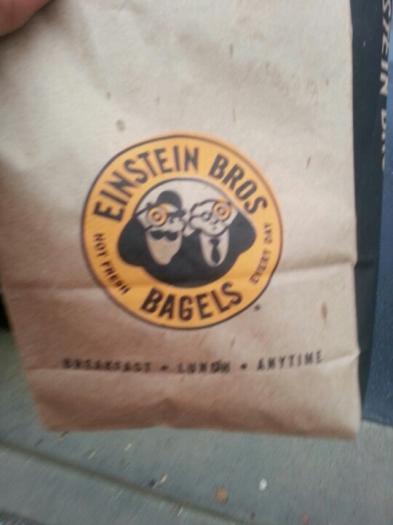 EINSTEIN BROS
HOT FRESH
EVERY DAY
BAGELS
BREAKFAST • LUNCH • ANYTIME